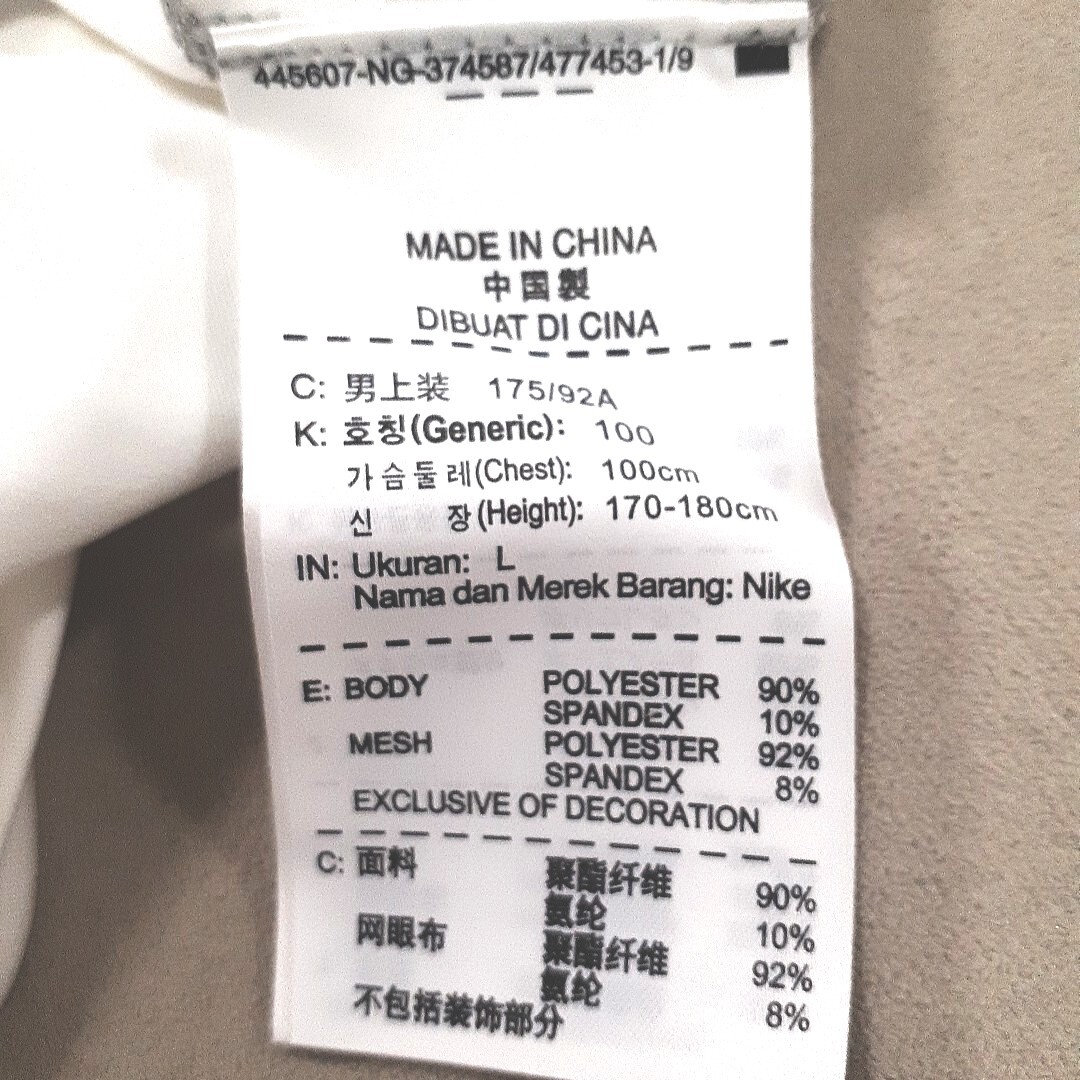 445607-NG-374587/477453-1/9
MADE IN CHINA
中国製
DIBUAT DI CINA
C: 男上装 175/92A
K: 호칭(Generic): 100
가슴둘레(Chest): 100cm
신 장(Height): 170-180cm
IN: Ukuran: L
Nama dan Merek Barang: Nike
E: BODY POLYESTER 90%
SPANDEX 10%
MESH POLYESTER 92%
SPANDEX 8%
EXCLUSIVE OF DECORATION
C: 面料 聚酯纤维 90%
氨纶 10%
网眼布 聚酯纤维 92%
氨纶 8%
不包括装饰部分